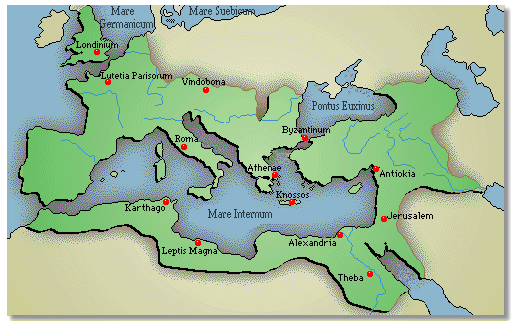 Mare
Germanicum
Mare Suebicum
Londinium
Lutetia Parisorum
Vindobona
Pontus Euxinus
Byzantinum
Roma
Athenae
Antiokia
Knossos
Karthago
Mare Internum
Jerusalem
Leptis Magna
Alexandria
Theba